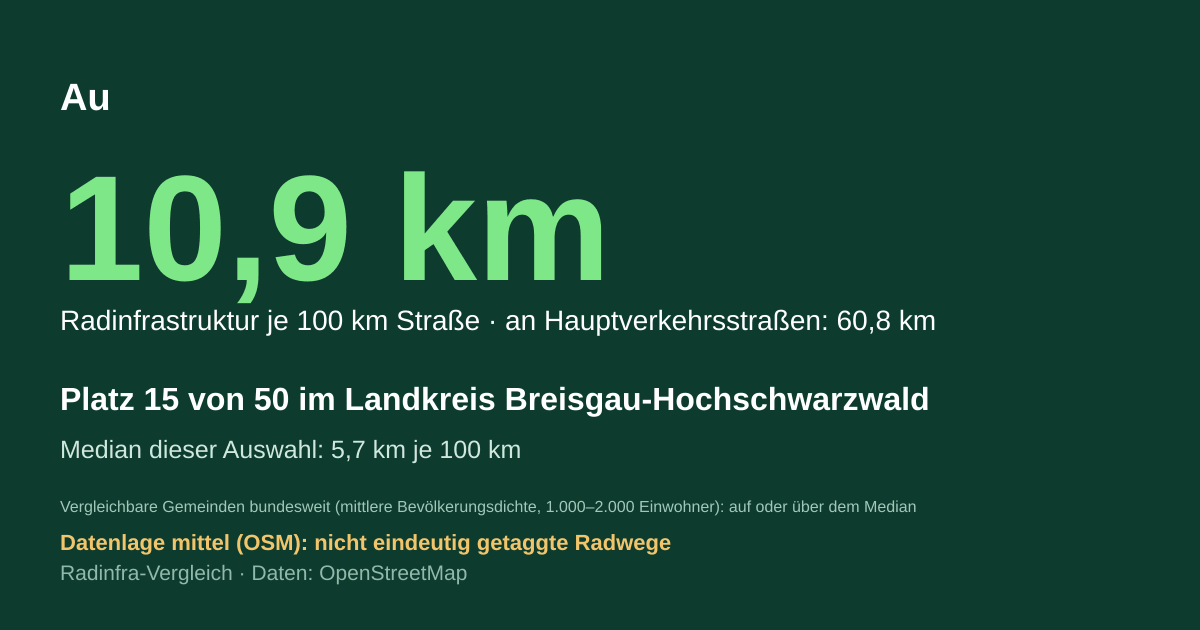 Au
10,9 km
Radinfrastruktur je 100 km Straße · an Hauptverkehrsstraßen: 60,8 km
Platz 15 von 50 im Landkreis Breisgau-Hochschwarzwald
Median dieser Auswahl: 5,7 km je 100 km
Vergleichbare Gemeinden bundesweit (mittlere Bevölkerungsdichte, 1.000–2.000 Einwohner): auf oder über dem Median
Datenlage mittel (OSM): nicht eindeutig getaggte Radwege
Radinfra-Vergleich · Daten: OpenStreetMap